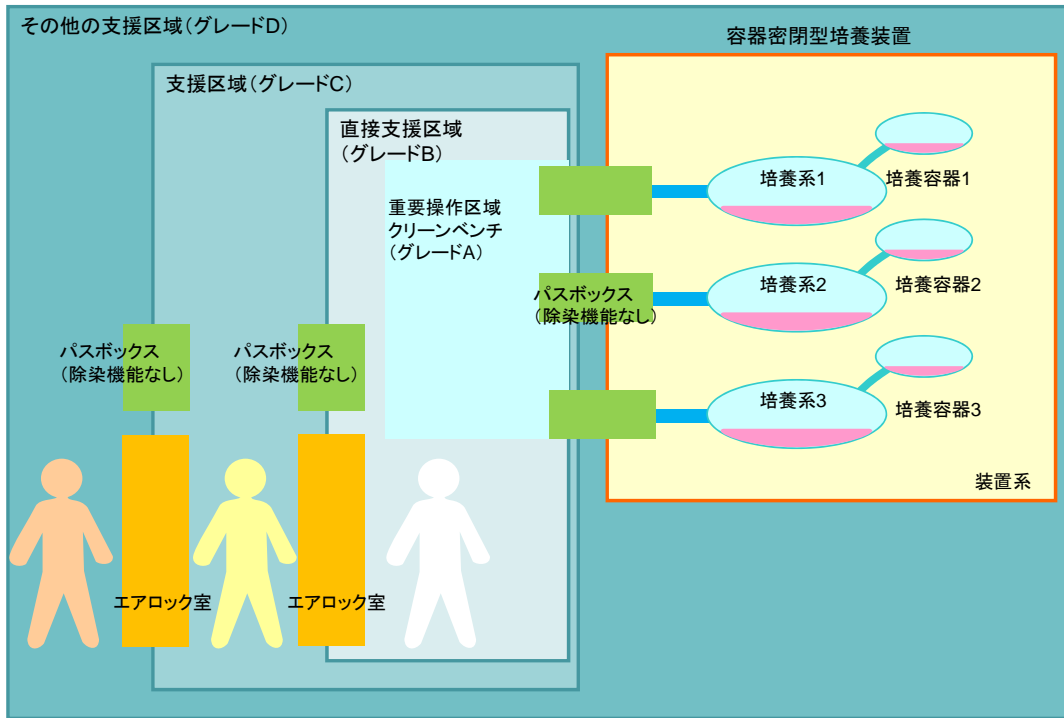 その他の支援区域(グレードD)
容器密閉型培養装置
支援区域(グレードC)
直接支援区域
(グレードB)
重要操作区域
クリーンベンチ
(グレードA)
培養系1
培養容器1
培養系2
培養容器2
パスボックス
(除染機能なし)
パスボックス
(除染機能なし)
パスボックス
(除染機能なし)
培養系3
培養容器3
装置系
エアロック室
エアロック室